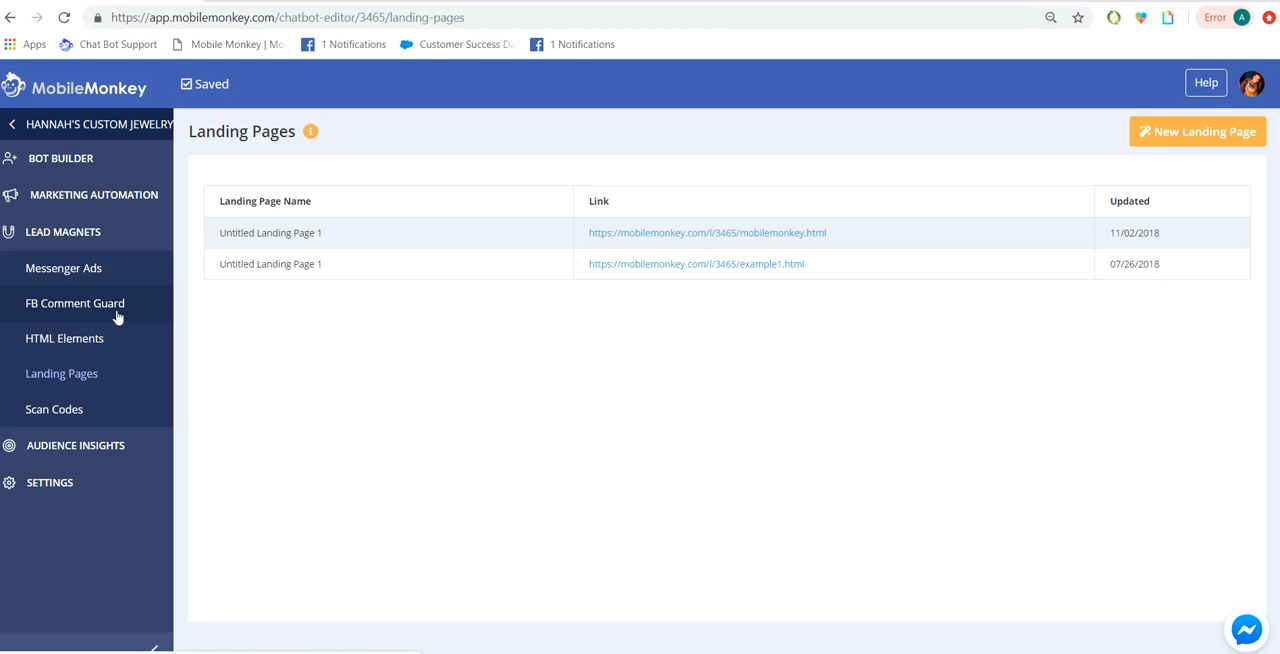 https://app.mobilemonkey.com/chatbot-editor/3465/landing-pages
Error A
Apps Chat Bot Support Mobile Monkey | Mo 1 Notifications Customer Success Da 1 Notifications
MobileMonkey
Saved
Help
HANNAH'S CUSTOM JEWELRY
BOT BUILDER
MARKETING AUTOMATION
LEAD MAGNETS
Messenger Ads
FB Comment Guard
HTML Elements
Landing Pages
Scan Codes
AUDIENCE INSIGHTS
SETTINGS
Landing Pages i
New Landing Page
Landing Page Name Link Updated
Untitled Landing Page 1 https://mobilemonkey.com/l/3465/mobilemonkey.html 11/02/2018
Untitled Landing Page 1 https://mobilemonkey.com/l/3465/example1.html 07/26/2018